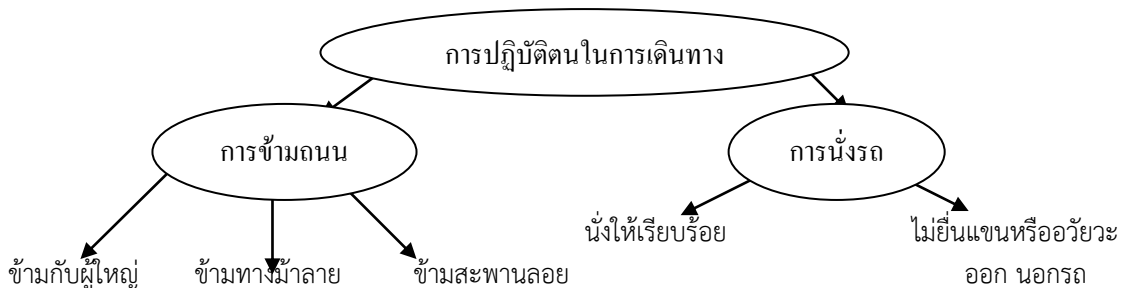 การปฏิบัติตนในการเดินทาง
การข้ามถนน
การนั่งรถ
นั่งให้เรียบร้อย
ไม่ยื่นแขนหรืออวัยวะ
ออก นอกรถ
ข้ามกับผู้ใหญ่
ข้ามทางม้าลาย
ข้ามสะพานลอย